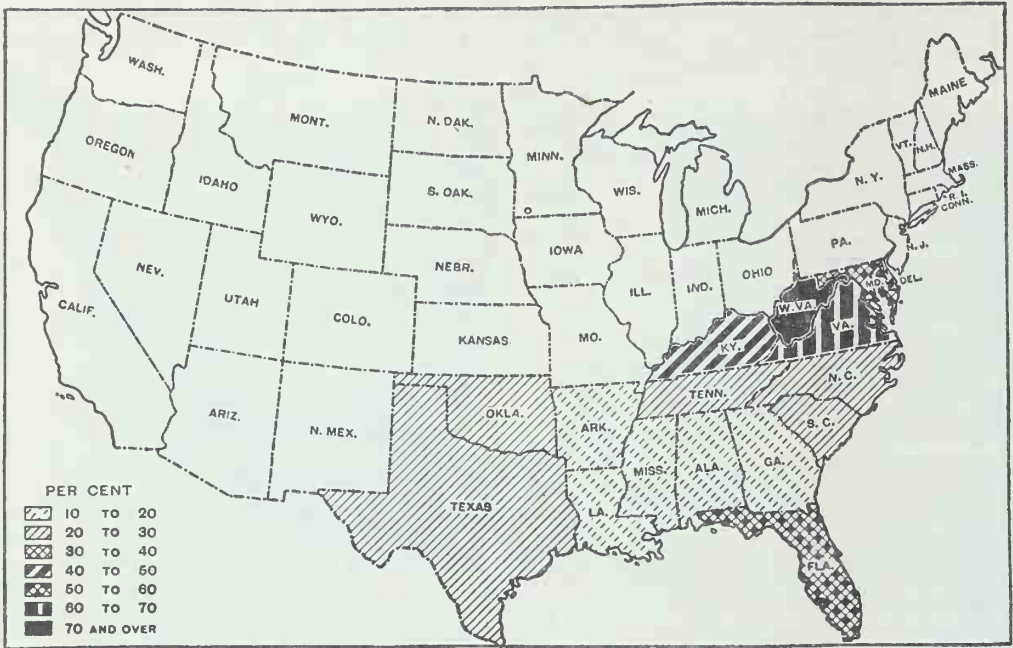 WASH.
OREGON
IDAHO
MONT.
WYO.
N. DAK.
S. OAK.
NEBR.
KANSAS
MINN.
IOWA
MO.
WIS.
MICH.
ILL.
IND.
OHIO
PA.
N.Y.
VT.
N.H.
MAINE
MASS.
R. I.
CONN.
N.J.
DEL.
MD.
W.VA.
VA.
KY.
CALIF.
NEV.
UTAH
COLO.
ARIZ.
N. MEX.
OKLA.
TEXAS
ARK.
LA.
TENN.
MISS.
ALA.
GA.
N.C.
S.C.
FLA.
PER CENT
10 TO 20
20 TO 30
30 TO 40
40 TO 50
50 TO 60
60 TO 70
70 AND OVER